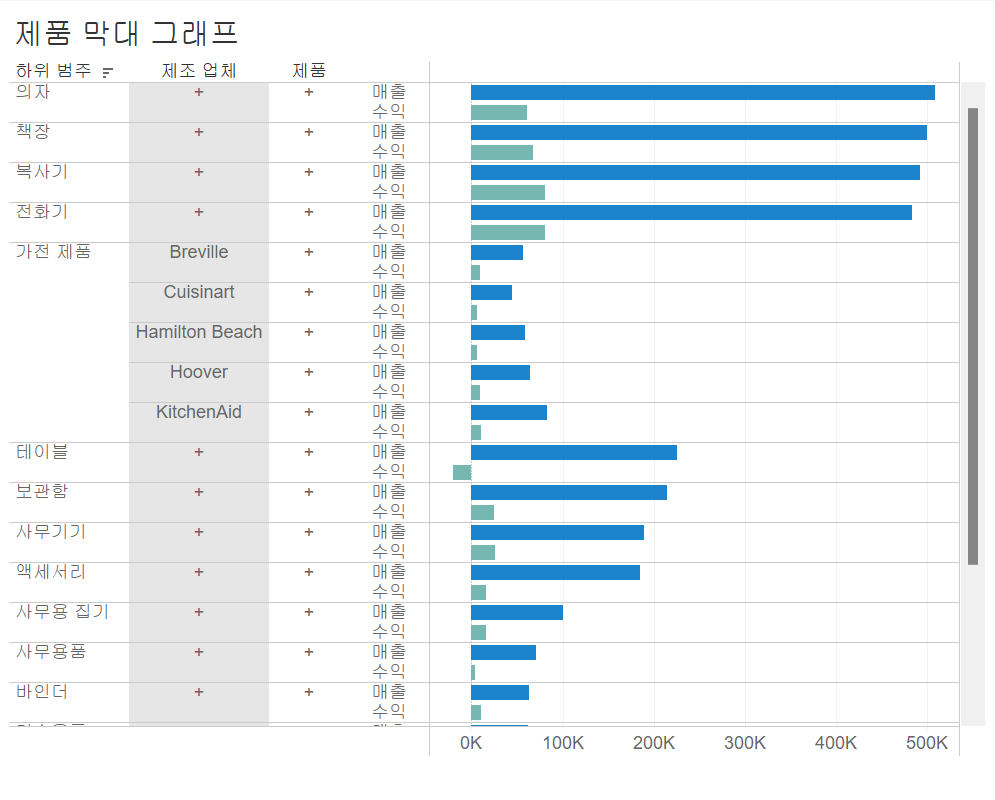 제품 막대 그래프
하위 범주 제조 업체 제품
의자 + + 매출
수익
책장 + + 매출
수익
복사기 + + 매출
수익
전화기 + + 매출
수익
가전 제품 Breville + 매출
수익
Cuisinart + 매출
수익
Hamilton Beach + 매출
수익
Hoover + 매출
수익
KitchenAid + 매출
수익
테이블 + + 매출
수익
보관함 + + 매출
수익
사무기기 + + 매출
수익
액세서리 + + 매출
수익
사무용 집기 + + 매출
수익
사무용품 + + 매출
수익
바인더 + + 매출
수익
0K 100K 200K 300K 400K 500K